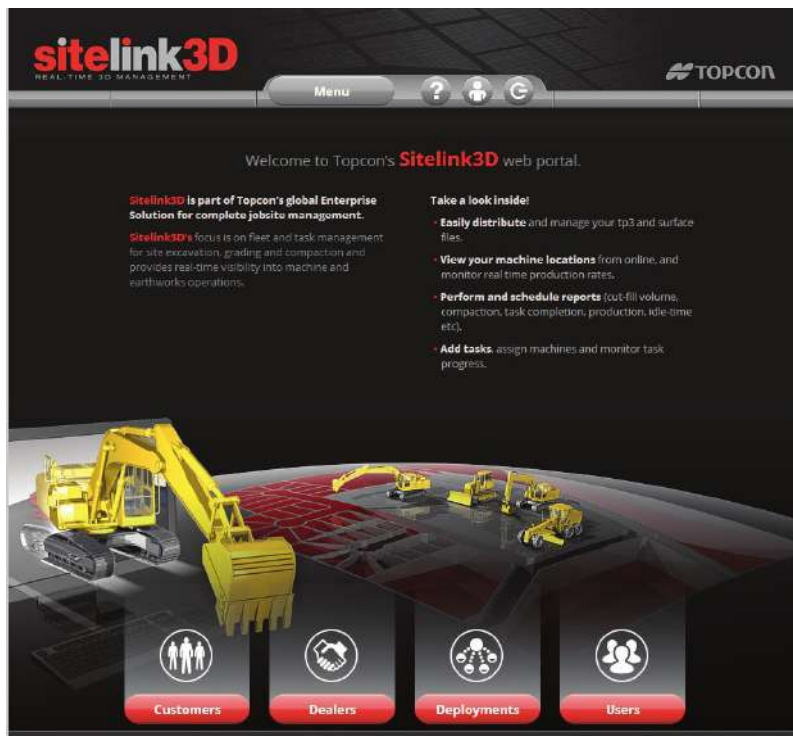 sitelink3D
REAL-TIME 3D MANAGEMENT
TOPCON
Menu
?
Welcome to Topcon's Sitelink3D web portal.
Sitelink3D is part of Topcon's global Enterprise
Solution for complete jobsite management.
Sitelink3D's focus is on fleet and task management
for site excavation, grading and compaction and
provides real-time visibility into machine and
earthworks operations.
Take a look inside!
• Easily distribute and manage your tp3 and surface
files.
• View your machine locations from online, and
monitor real time production rates.
• Perform and schedule reports (cut-fill volume,
compaction, task completion, production, idle-time
etc).
• Add tasks, assign machines and monitor task
progress.
Customers
Dealers
Deployments
Users